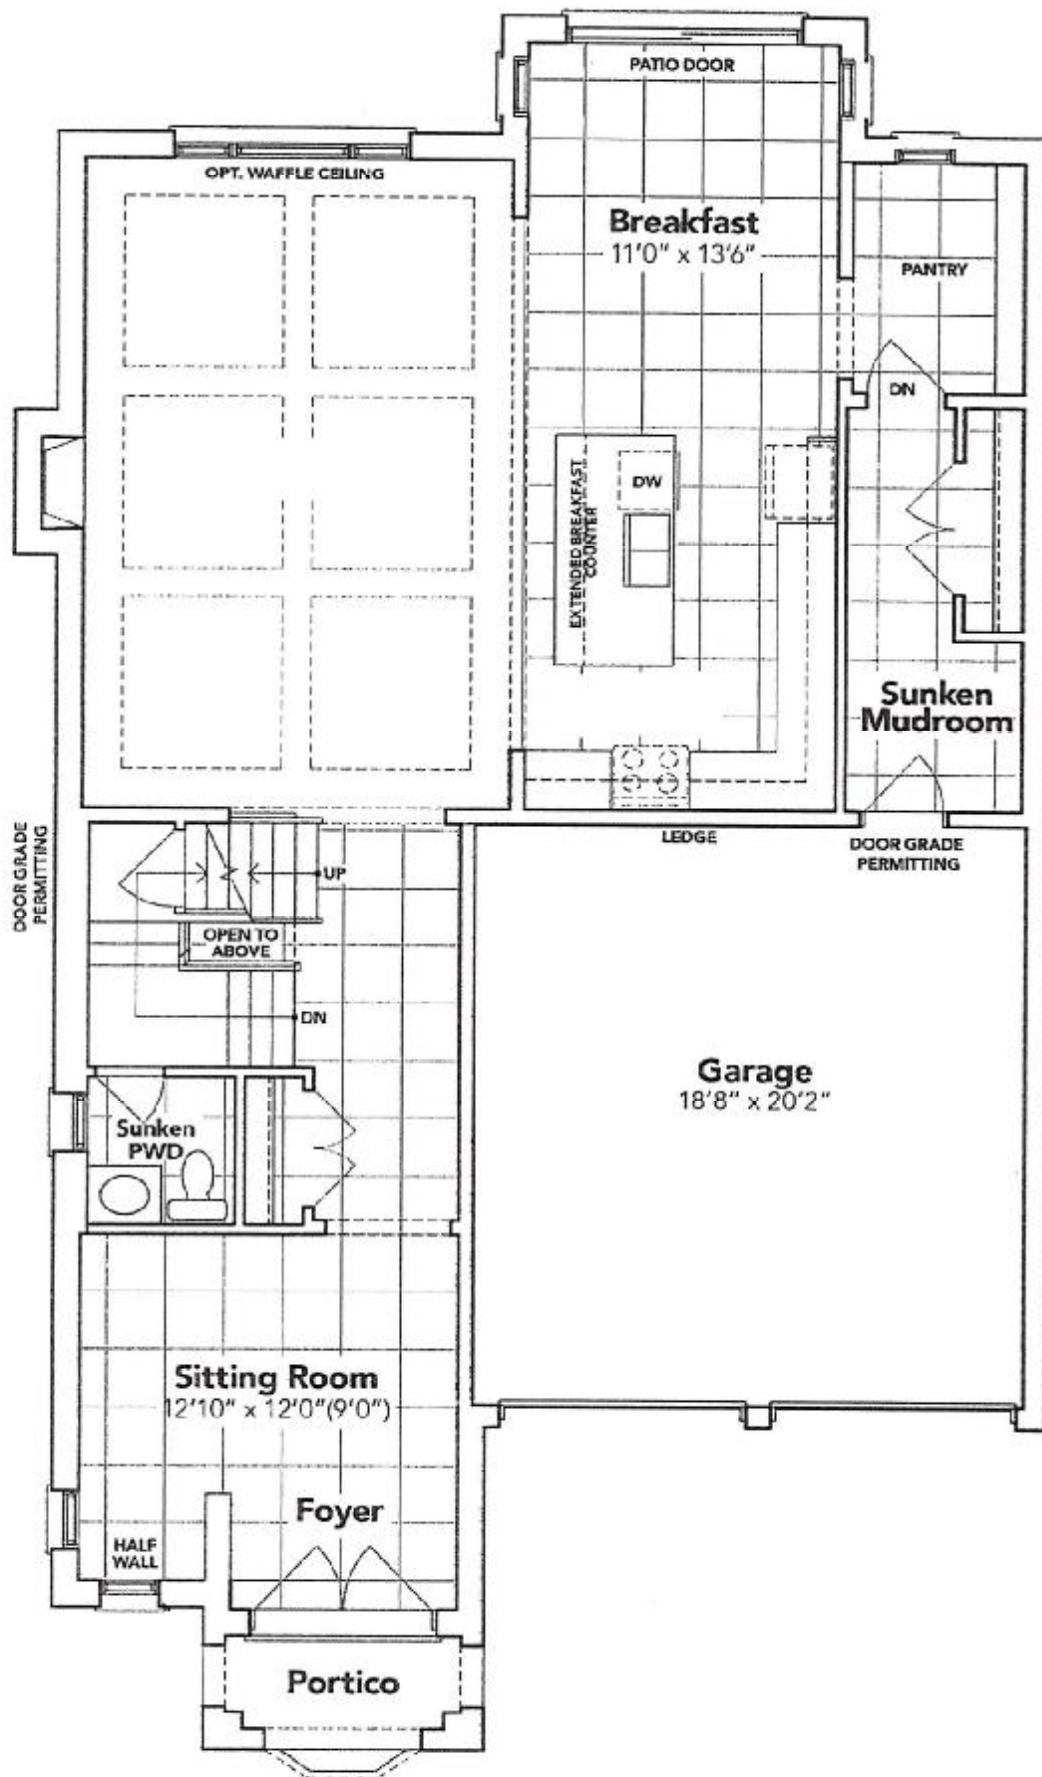 PATIO DOOR
OPT. WAFFLE CEILING
Breakfast
11'0" x 13'6"
PANTRY
DN
EXTENDED BREAKFAST
COUNTER
DW
Sunken
Mudroom
DOOR GRADE
PERMITTING
LEDGE
DOOR GRADE
PERMITTING
UP
OPEN TO
ABOVE
DN
Garage
18'8" x 20'2"
Sunken
PWD
Sitting Room
12'10" x 12'0"(9'0")
Foyer
HALF
WALL
Portico